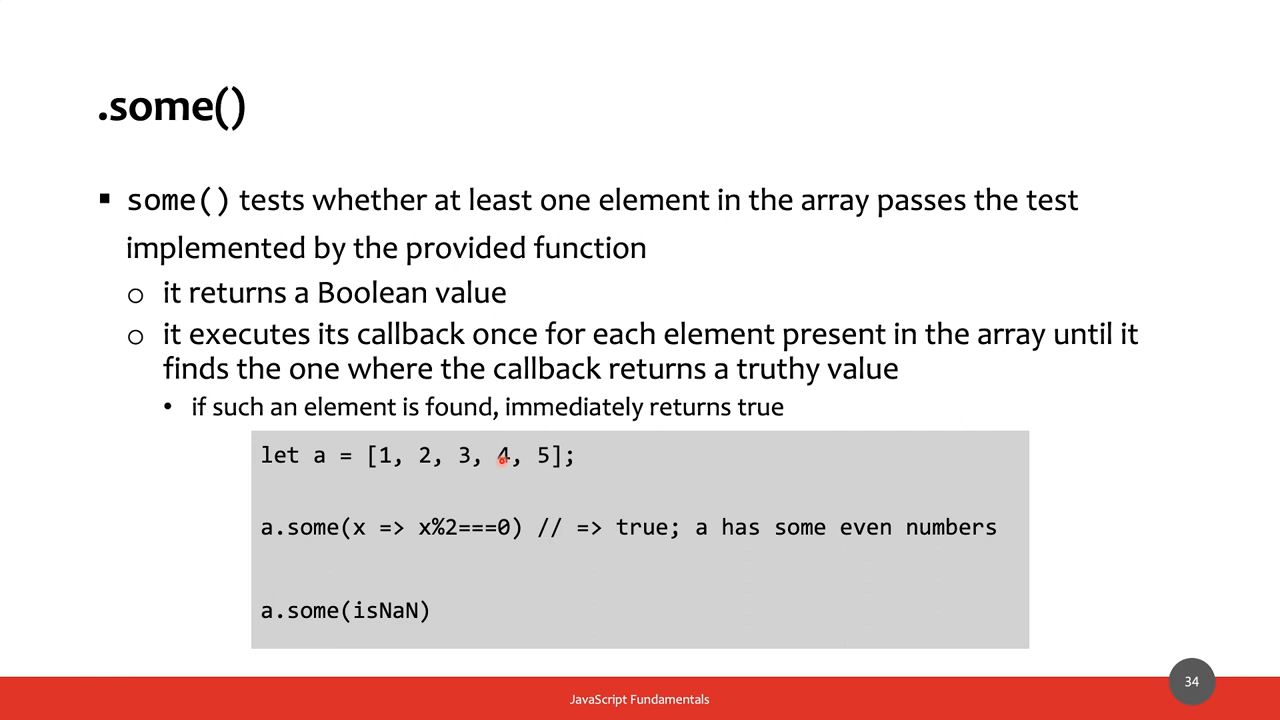 .some()
▪ some() tests whether at least one element in the array passes the test
implemented by the provided function
o it returns a Boolean value
o it executes its callback once for each element present in the array until it
finds the one where the callback returns a truthy value
• if such an element is found, immediately returns true
let a = [1, 2, 3, 4, 5];
a.some(x => x%2===0) // => true; a has some even numbers
a.some(isNaN)
34
JavaScript Fundamentals